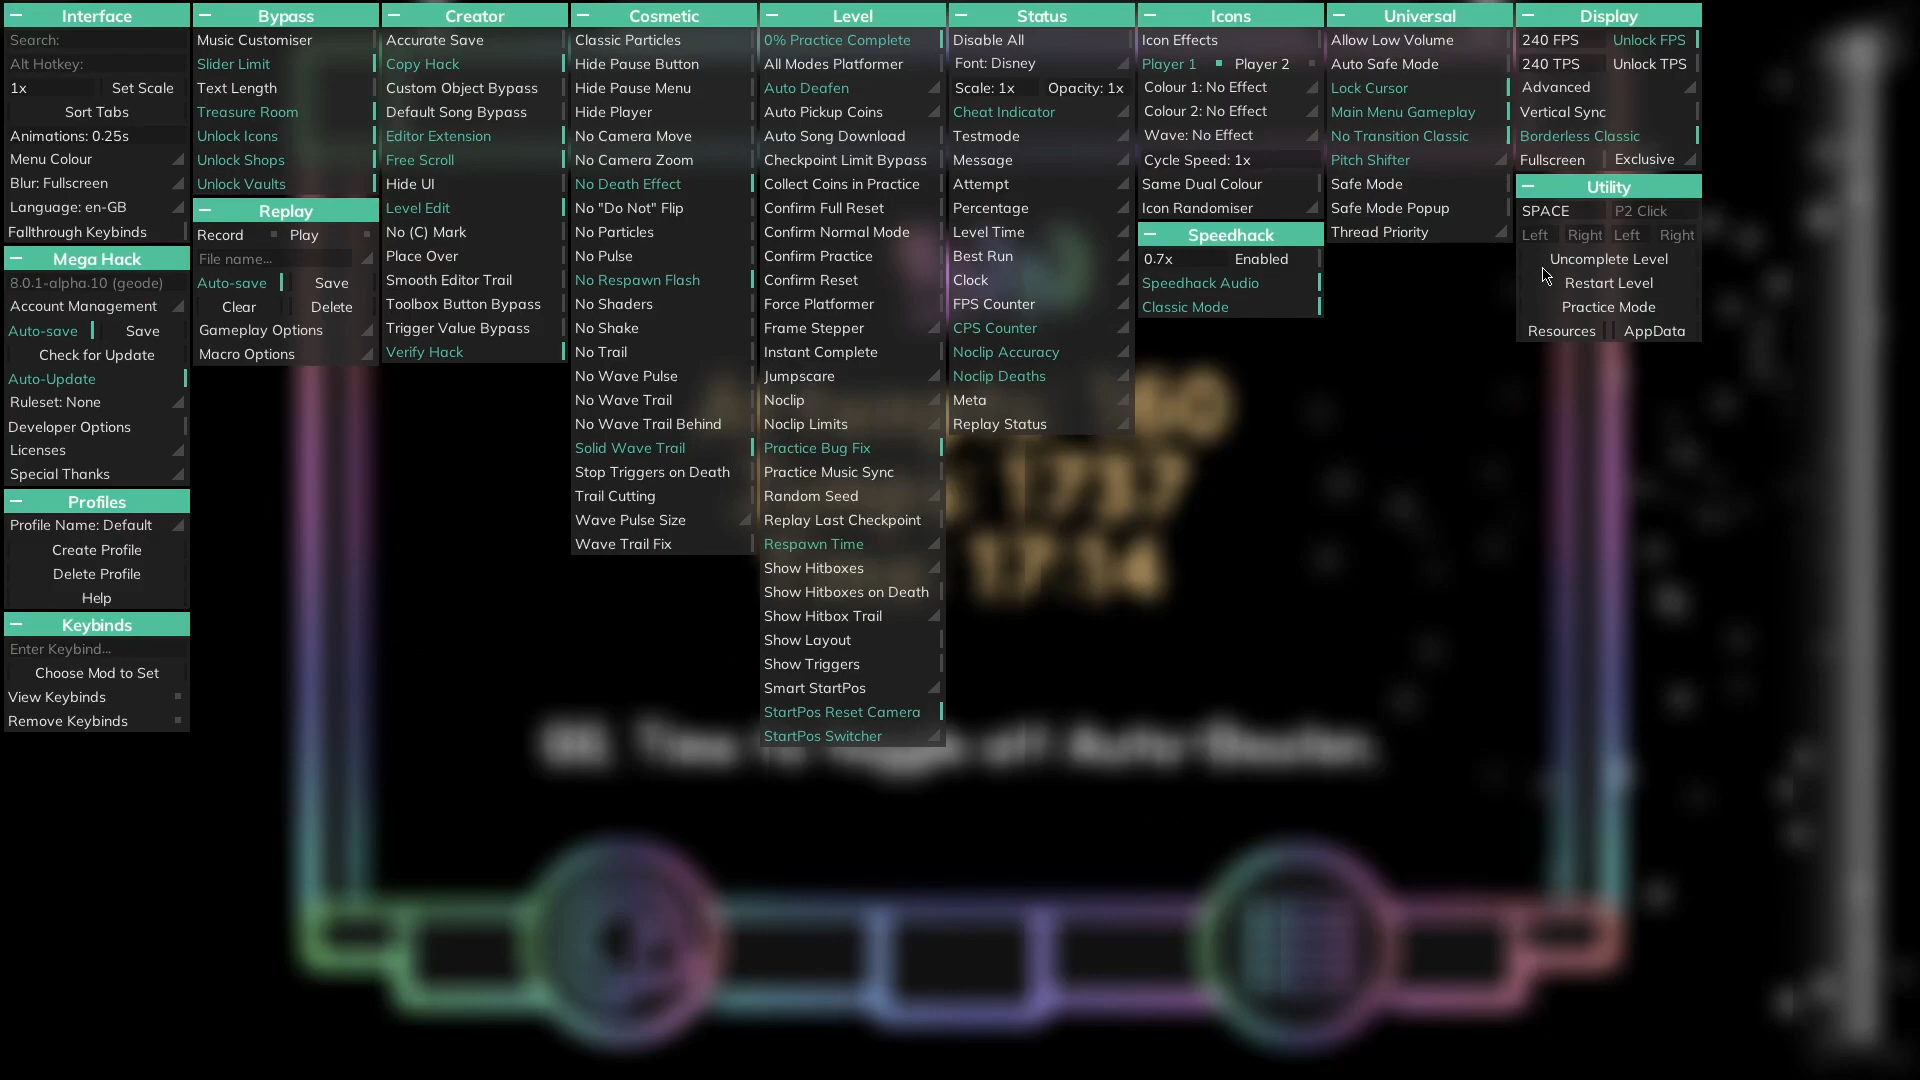 Interface
Search:
Alt Hotkey:
1x Set Scale
Sort Tabs
Animations: 0.25s
Menu Colour
Blur: Fullscreen
Language: en-GB
Fallthrough Keybinds
Mega Hack
8.0.1-alpha.10 (geode)
Account Management
Auto-save Save
Check for Update
Auto-Update
Ruleset: None
Developer Options
Licenses
Special Thanks
Profiles
Profile Name: Default
Create Profile
Delete Profile
Help
Keybinds
Enter Keybind...
Choose Mod to Set
View Keybinds
Remove Keybinds
Bypass
Music Customiser
Slider Limit
Text Length
Treasure Room
Unlock Icons
Unlock Shops
Unlock Vaults
Replay
Record Play
File name...
Auto-save Save
Clear Delete
Gameplay Options
Macro Options
Creator
Accurate Save
Copy Hack
Custom Object Bypass
Default Song Bypass
Editor Extension
Free Scroll
Hide UI
Level Edit
No (C) Mark
Place Over
Smooth Editor Trail
Toolbox Button Bypass
Trigger Value Bypass
Verify Hack
Cosmetic
Classic Particles
Hide Pause Button
Hide Pause Menu
Hide Player
No Camera Move
No Camera Zoom
No Death Effect
No "Do Not" Flip
No Particles
No Pulse
No Respawn Flash
No Shaders
No Shake
No Trail
No Wave Pulse
No Wave Trail
No Wave Trail Behind
Solid Wave Trail
Stop Triggers on Death
Trail Cutting
Wave Pulse Size
Wave Trail Fix
Level
0% Practice Complete
All Modes Platformer
Auto Deafen
Auto Pickup Coins
Auto Song Download
Checkpoint Limit Bypass
Collect Coins in Practice
Confirm Full Reset
Confirm Normal Mode
Confirm Practice
Confirm Reset
Force Platformer
Frame Stepper
Instant Complete
Jumpscare
Noclip
Noclip Limits
Practice Bug Fix
Practice Music Sync
Random Seed
Replay Last Checkpoint
Respawn Time
Show Hitboxes
Show Hitboxes on Death
Show Hitbox Trail
Show Layout
Show Triggers
Smart StartPos
StartPos Reset Camera
StartPos Switcher
Status
Disable All
Font: Disney
Scale: 1x Opacity: 1x
Cheat Indicator
Testmode
Message
Attempt
Percentage
Level Time
Best Run
Clock
FPS Counter
CPS Counter
Noclip Accuracy
Noclip Deaths
Meta
Replay Status
Icons
Icon Effects
Player 1 Player 2
Colour 1: No Effect
Colour 2: No Effect
Wave: No Effect
Cycle Speed: 1x
Same Dual Colour
Icon Randomiser
Speedhack
0.7x Enabled
Speedhack Audio
Classic Mode
Universal
Allow Low Volume
Auto Safe Mode
Lock Cursor
Main Menu Gameplay
No Transition Classic
Pitch Shifter
Safe Mode
Safe Mode Popup
Thread Priority
Display
240 FPS Unlock FPS
240 TPS Unlock TPS
Advanced
Vertical Sync
Borderless Classic
Fullscreen Exclusive
Utility
SPACE P2 Click
Left Right Left Right
Uncomplete Level
Restart Level
Practice Mode
Resources AppData